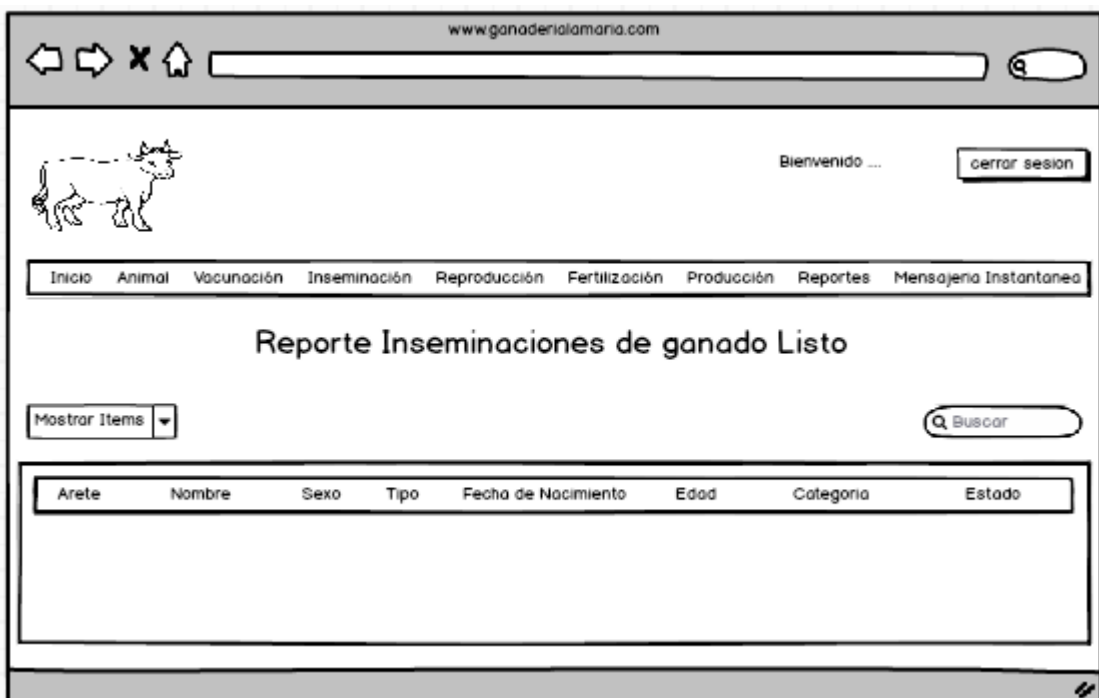 www.ganaderialamaria.com
Bienvenido ...
cerrar sesion
Inicio Animal Vacunación Inseminación Reproducción Fertilización Producción Reportes Mensajeria Instantanea
Reporte Inseminaciones de ganado Listo
Mostrar Items
Buscar
Arete Nombre Sexo Tipo Fecha de Nacimiento Edad Categoria Estado